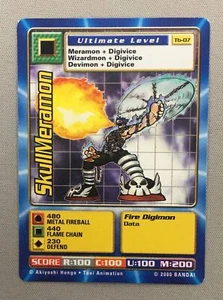 Ultimate Level
Tb-07
Meramon + Digivice
Wizardmon + Digivice
Devimon + Digivice
SkullMeramon
480
METAL FIREBALL
440
FLAME CHAIN
230
DEFEND
Fire Digimon
Data
SCORE R:100 C:100 U:100 M:200
© Akiyoshi Hongo • Toei Animation © 2000 BANDAI